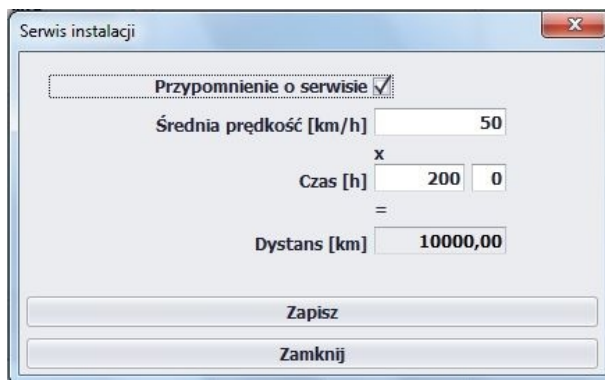 Serwis instalacji
Przypomnienie o serwisie
Średnia prędkość [km/h] 50
x
Czas [h] 200 0
=
Dystans [km] 10000,00
Zapisz
Zamknij